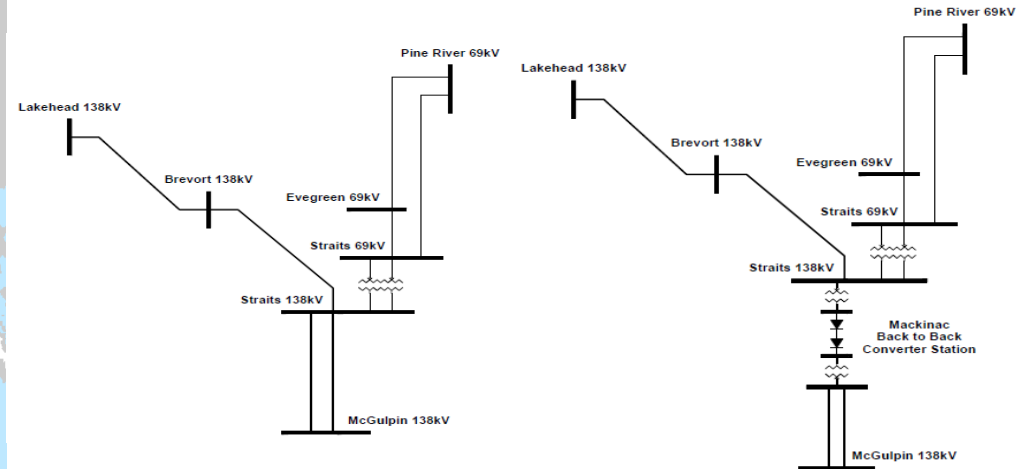 Pine River 69kV
Lakehead 138kV
Brevort 138kV
Evegreen 69kV
Straits 69kV
Straits 138kV
McGulpin 138kV
Pine River 69kV
Lakehead 138kV
Brevort 138kV
Evegreen 69kV
Straits 69kV
Straits 138kV
Mackinac
Back to Back
Converter Station
McGulpin 138kV